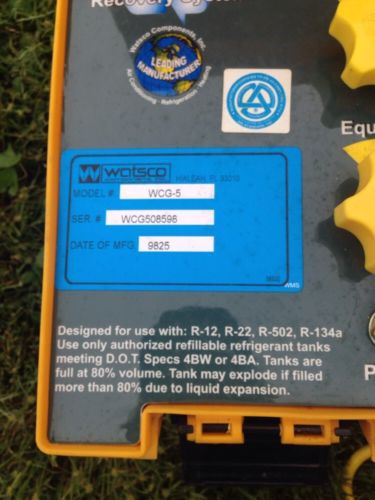 Recovery System
Watsco Components, Inc.
LEADING
MANUFACTURER
Air Conditioning · Refrigeration · Heating
Equi
Watsco
HIALEAH, FL 33010
MODEL #. WCG-5
SER. # WCG508598
DATE OF MFG 9825
WMS
Designed for use with: R-12, R-22, R-502, R-134a
Use only authorized refillable refrigerant tanks
meeting D.O.T. Specs 4BW or 4BA. Tanks are
full at 80% volume. Tank may explode if filled
more than 80% due to liquid expansion.
P